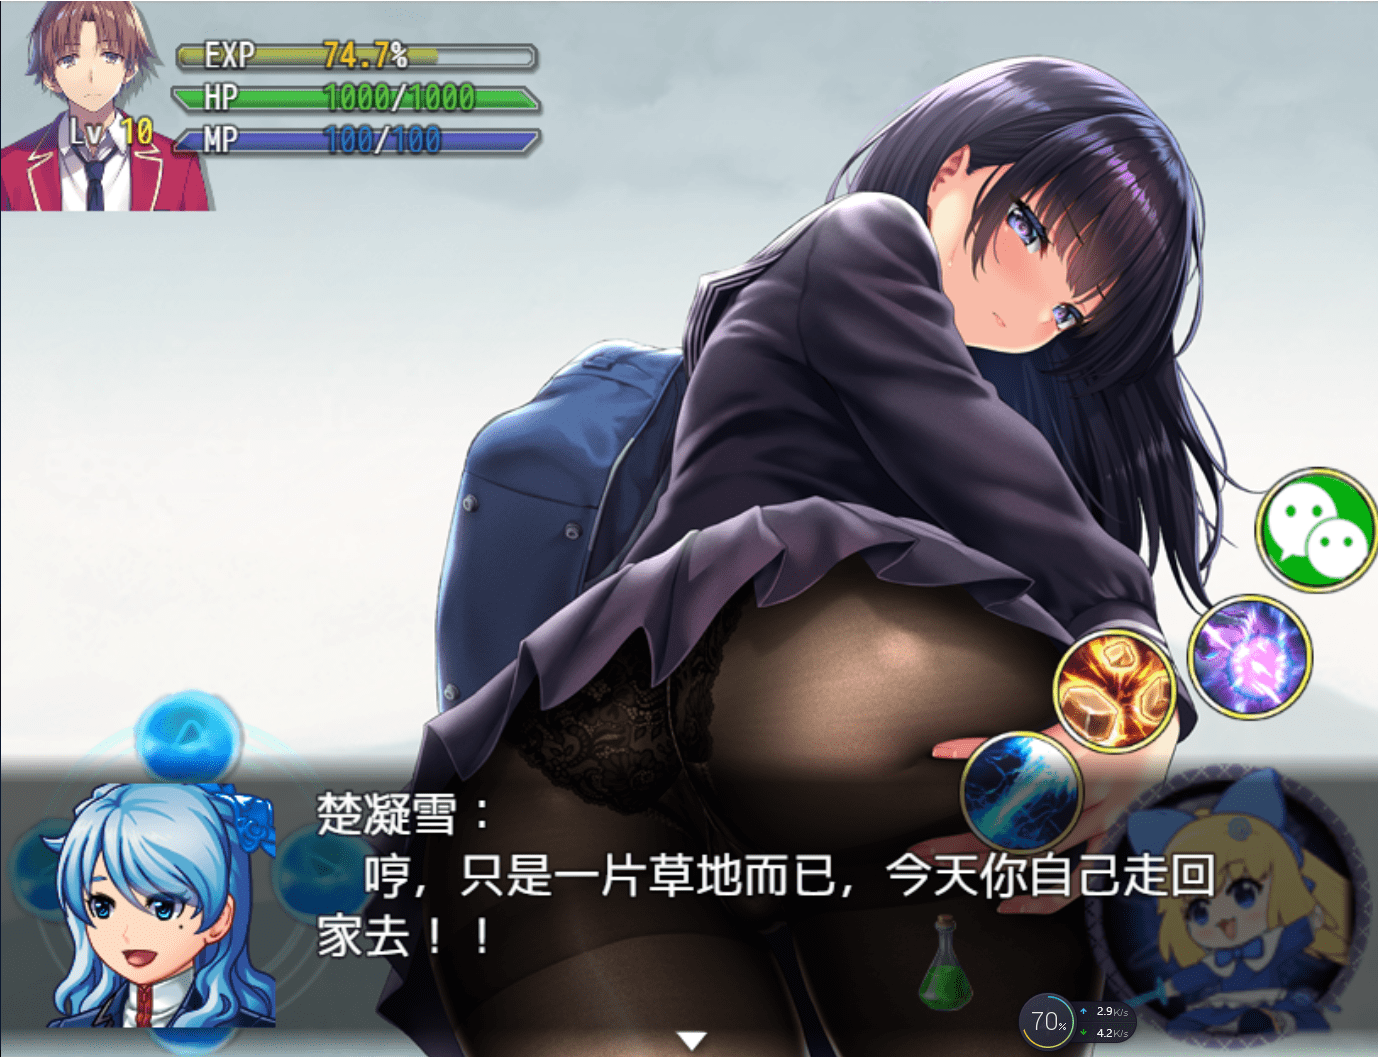 EXP 74.7%
HP 1000/1000
Lv 10
MP 100/100
楚凝雪：
哼，只是一片草地而已，今天你自己走回
家去！！
70%
2.9K/s
4.2K/s